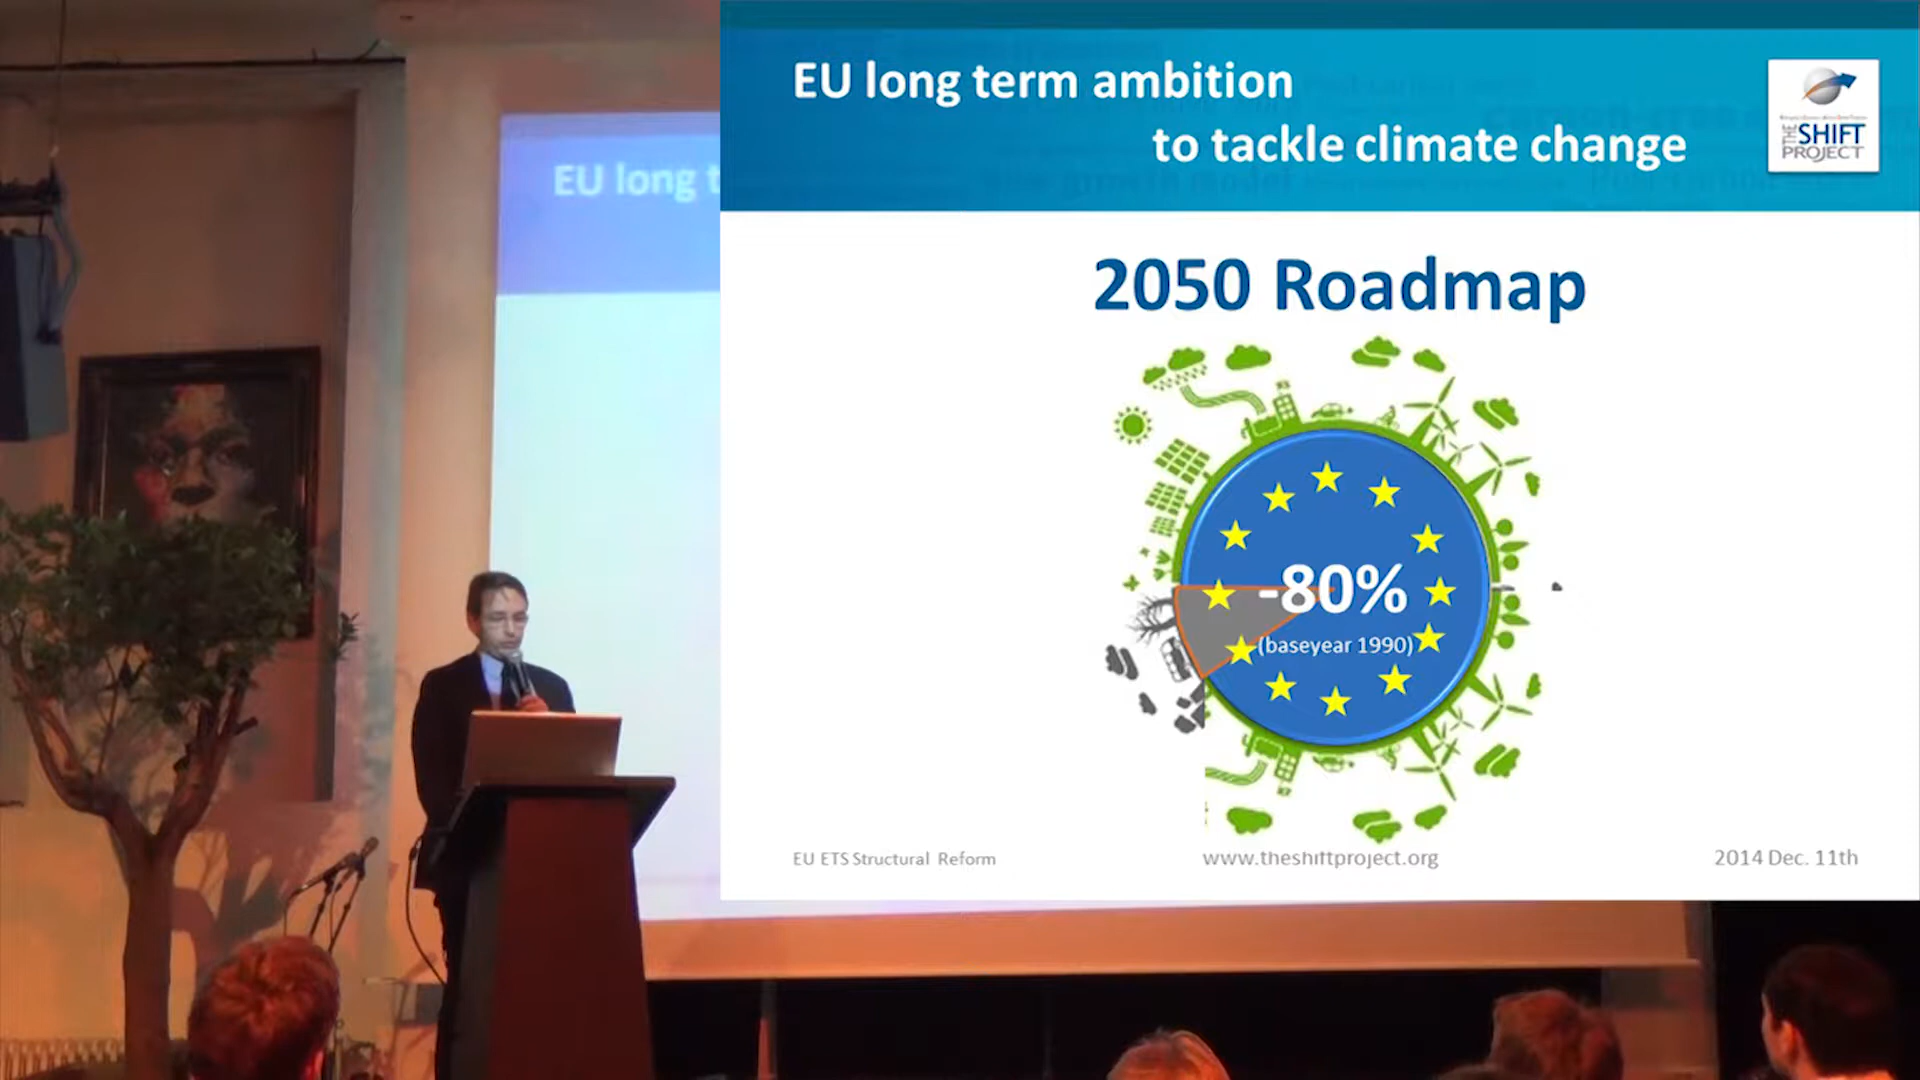 EU long term ambition
to tackle climate change
THE SHIFT PROJECT
EU long t
2050 Roadmap
-80%
(baseyear 1990)
EU ETS Structural Reform
www.theshiftproject.org
2014 Dec. 11th